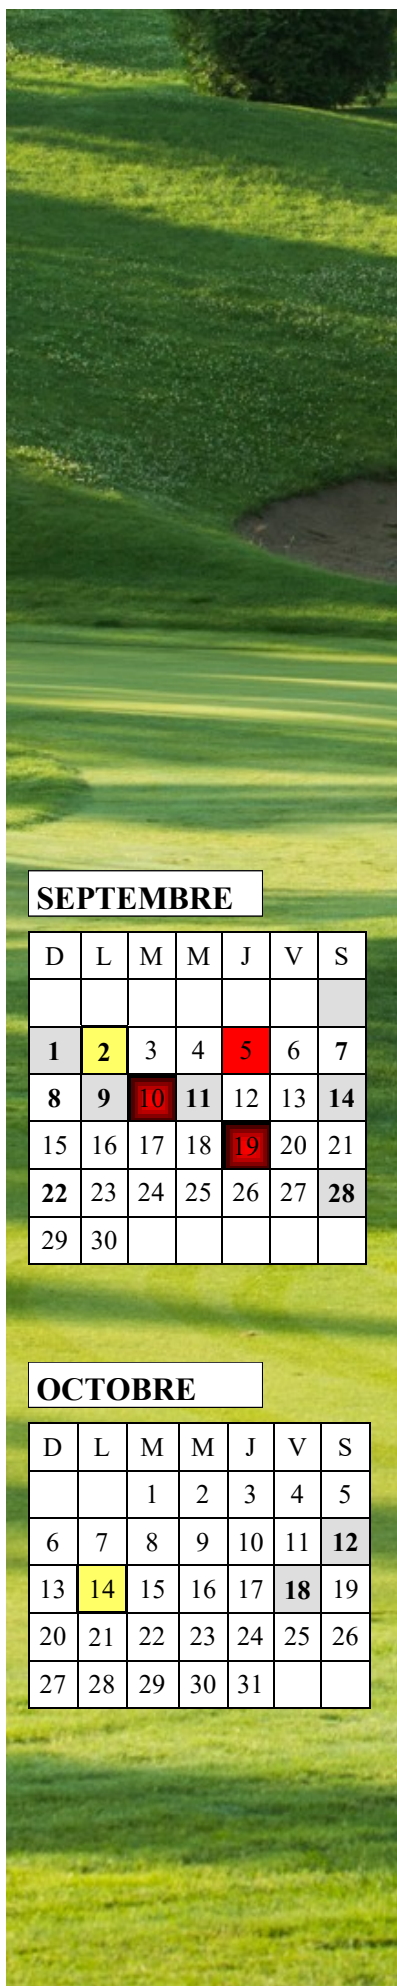 SEPTEMBRE
D L M M J V S
1 2 3 4 5 6 7
8 9 10 11 12 13 14
15 16 17 18 19 20 21
22 23 24 25 26 27 28
29 30
OCTOBRE
D L M M J V S
1 2 3 4 5
6 7 8 9 10 11 12
13 14 15 16 17 18 19
20 21 22 23 24 25 26
27 28 29 30 31